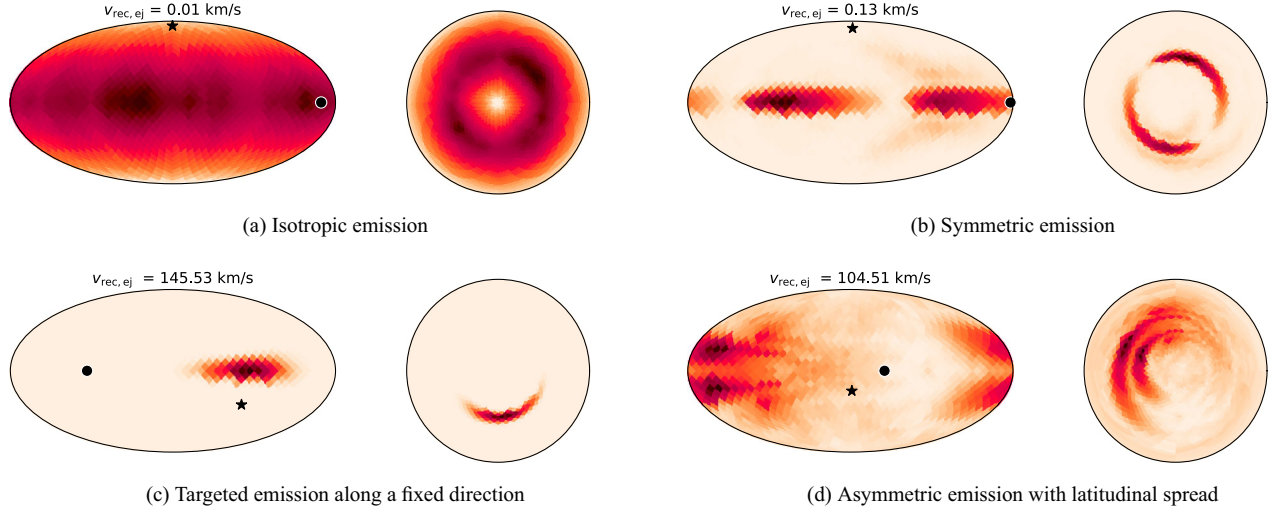 v_rec, ej = 0.01 km/s
v_rec, ej = 0.13 km/s
(a) Isotropic emission
(b) Symmetric emission
v_rec, ej = 145.53 km/s
v_rec, ej = 104.51 km/s
(c) Targeted emission along a fixed direction
(d) Asymmetric emission with latitudinal spread